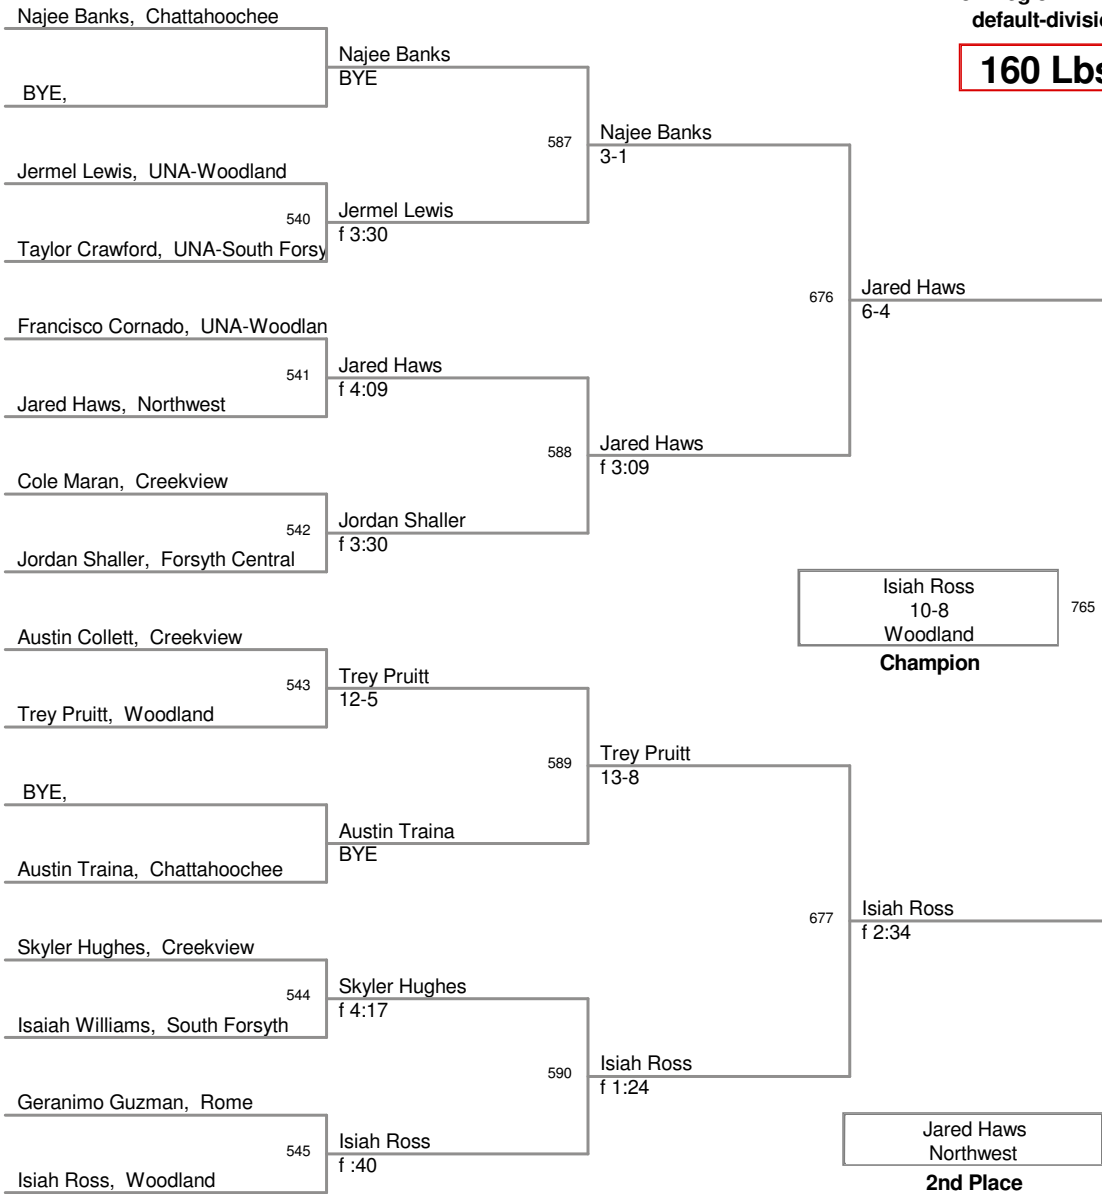 default-divisi
160 Lbs
Najee Banks, Chattahoochee
BYE,
Jermel Lewis, UNA-Woodland
540
Taylor Crawford, UNA-South Forsy
Francisco Cornado, UNA-Woodlan
541
Jared Haws, Northwest
Cole Maran, Creekview
542
Jordan Shaller, Forsyth Central
Austin Collett, Creekview
543
Trey Pruitt, Woodland
BYE,
Austin Traina, Chattahoochee
Skyler Hughes, Creekview
544
Isaiah Williams, South Forsyth
Geranimo Guzman, Rome
545
Isiah Ross, Woodland
Najee Banks
BYE
587
Jermel Lewis
f 3:30
Jared Haws
f 4:09
588
Jordan Shaller
f 3:30
Trey Pruitt
12-5
589
Austin Traina
BYE
Skyler Hughes
f 4:17
590
Isiah Ross
f :40
Najee Banks
3-1
676
Jared Haws
f 3:09
Trey Pruitt
13-8
677
Isiah Ross
f 1:24
Jared Haws
6-4
Isiah Ross
10-8
Woodland
765
Champion
Isiah Ross
f 2:34
Jared Haws
Northwest
2nd Place